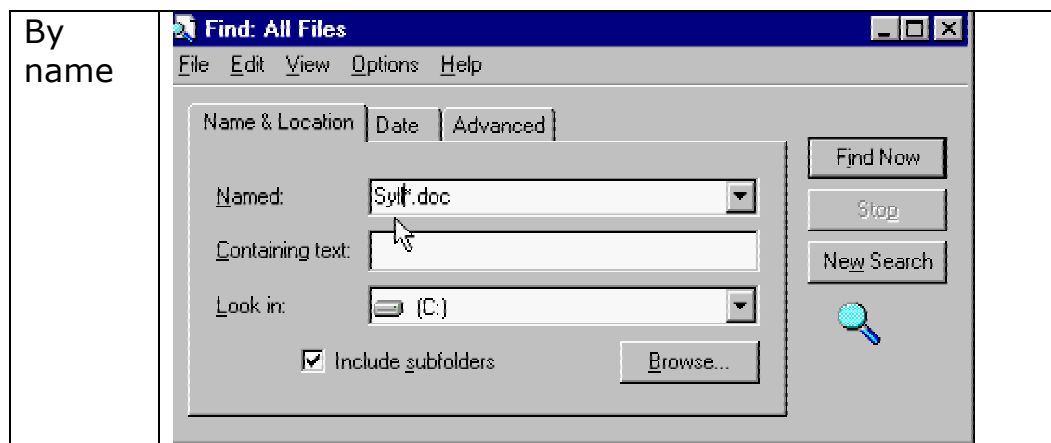 By
name
Find: All Files
File Edit View Options Help
Name & Location Date Advanced
Find Now
Named: Syl*.doc
Stop
Containing text:
New Search
Look in: (C:)
Include subfolders Browse...